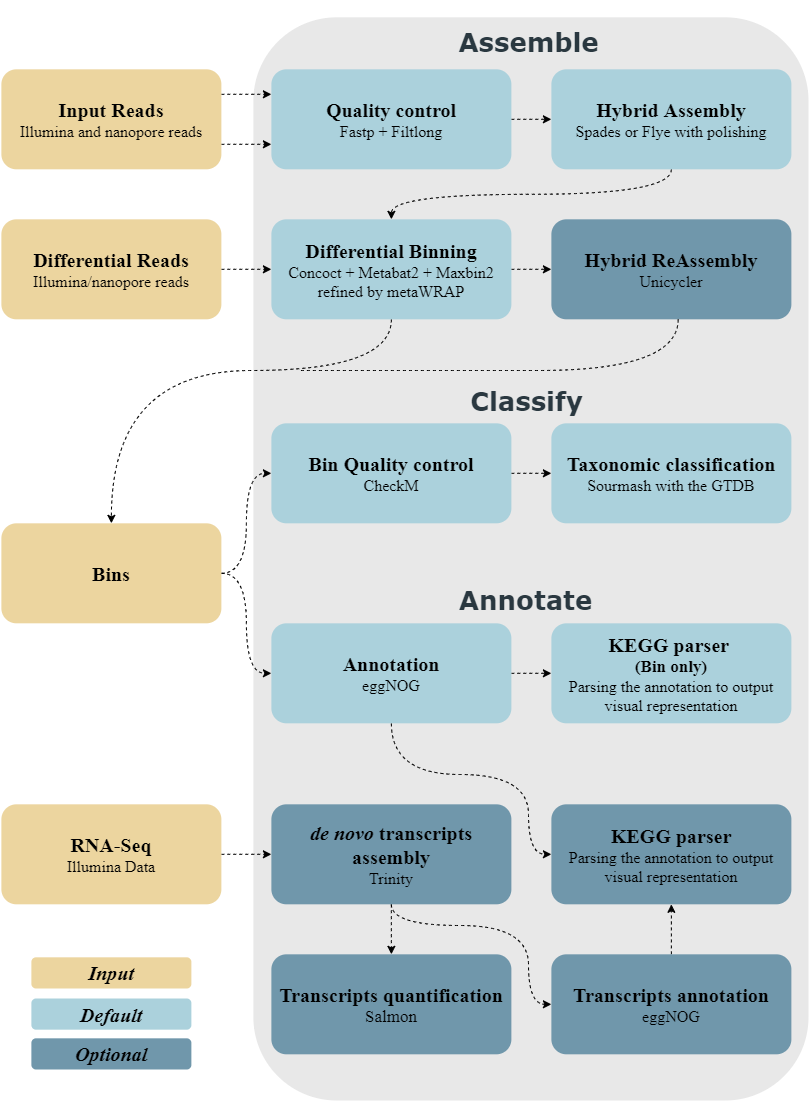 Assemble
Input Reads
Illumina and nanopore reads
Quality control
Fastp + Filtlong
Hybrid Assembly
Spades or Flye with polishing
Differential Reads
Illumina/nanopore reads
Differential Binning
Concoct + Metabat2 + Maxbin2
refined by metaWRAP
Hybrid ReAssembly
Unicycler
Classify
Bin Quality control
CheckM
Taxonomic classification
Sourmash with the GTDB
Bins
Annotate
Annotation
eggNOG
KEGG parser
(Bin only)
Parsing the annotation to output
visual representation
RNA-Seq
Illumina Data
de novo transcripts
assembly
Trinity
KEGG parser
Parsing the annotation to output
visual representation
Transcripts quantification
Salmon
Transcripts annotation
eggNOG
Input
Default
Optional